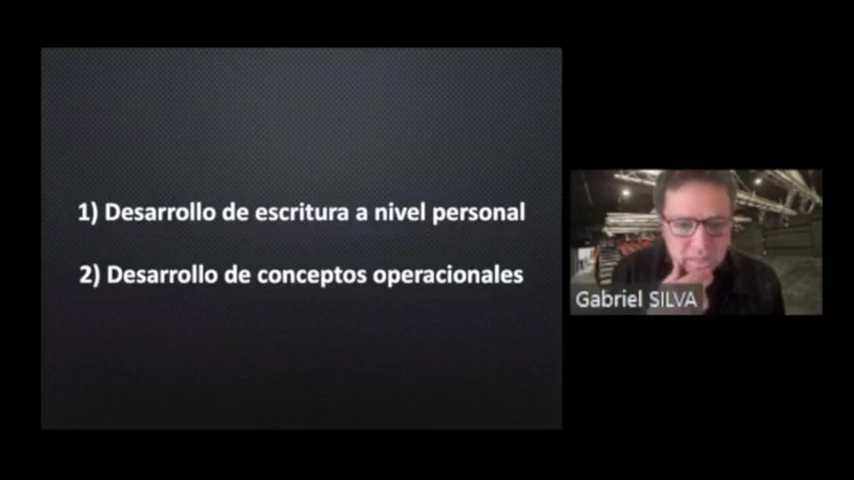 1) Desarrollo de escritura a nivel personal
2) Desarrollo de conceptos operacionales
Gabriel SILVA